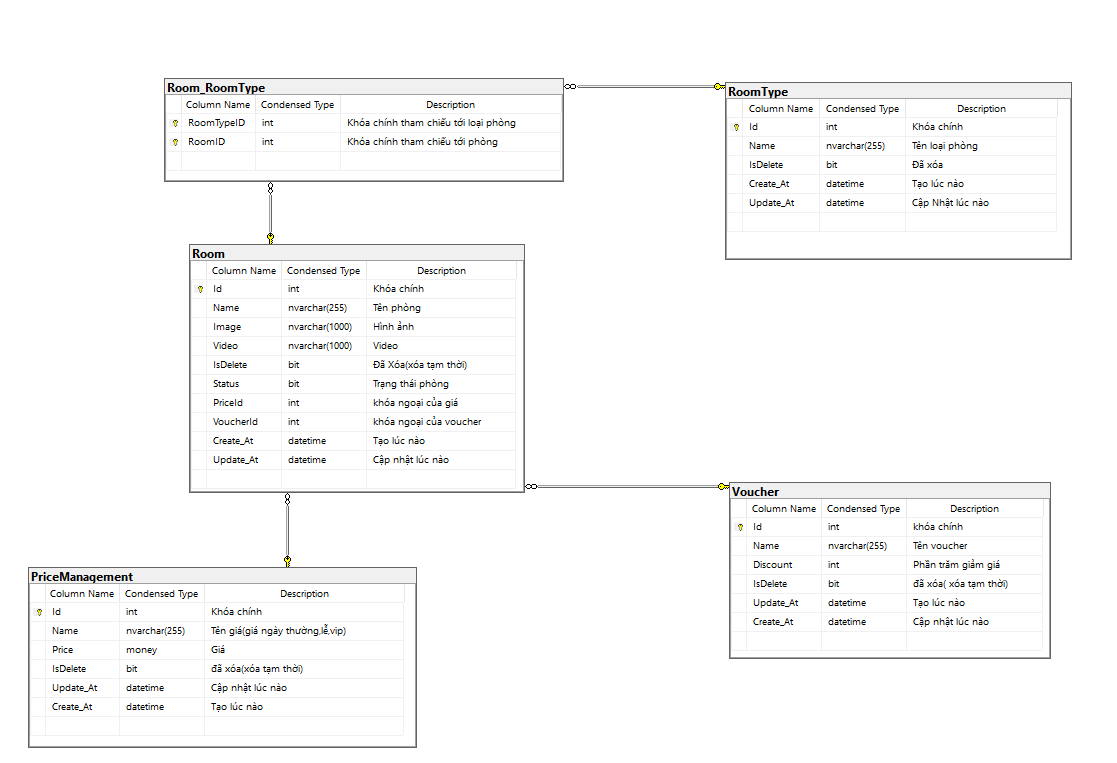 Room_RoomType
Column Name Condensed Type Description
RoomTypeID int Khóa chính tham chiếu tới loại phòng
RoomID int Khóa chính tham chiếu tới phòng
RoomType
Column Name Condensed Type Description
Id int Khóa chính
Name nvarchar(255) Tên loại phòng
IsDelete bit Đã xóa
Create_At datetime Tạo lúc nào
Update_At datetime Cập Nhật lúc nào
Room
Column Name Condensed Type Description
Id int Khóa chính
Name nvarchar(255) Tên phòng
Image nvarchar(1000) Hình ảnh
Video nvarchar(1000) Video
IsDelete bit Đã Xóa(xóa tạm thời)
Status bit Trạng thái phòng
PriceId int khóa ngoại của giá
VoucherId int khóa ngoại của voucher
Create_At datetime Tạo lúc nào
Update_At datetime Cập nhật lúc nào
Voucher
Column Name Condensed Type Description
Id int khóa chính
Name nvarchar(255) Tên voucher
Discount int Phần trăm giảm giá
IsDelete bit đã xóa( xóa tạm thời)
Update_At datetime Tạo lúc nào
Create_At datetime Cập nhật lúc nào
PriceManagement
Column Name Condensed Type Description
Id int Khóa chính
Name nvarchar(255) Tên giá(giá ngày thường,lễ,vip)
Price money Giá
IsDelete bit đã xóa(xóa tạm thời)
Update_At datetime Cập nhật lúc nào
Create_At datetime Tạo lúc nào